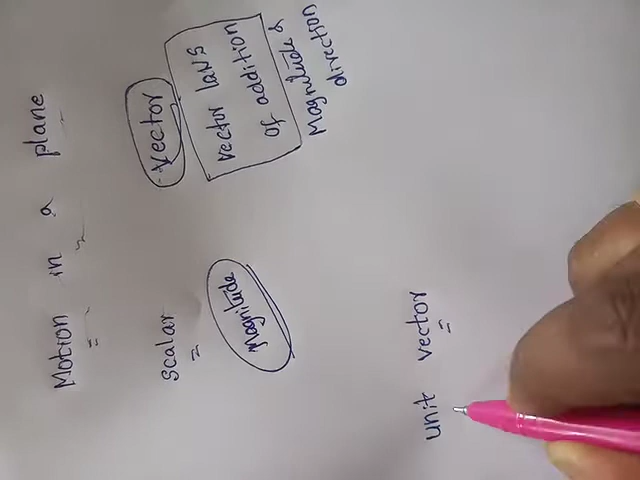 Motion in a plane
Scalar
Magnitude
Vector
Vector laws
of addition
Magnitude &
direction
unit vector